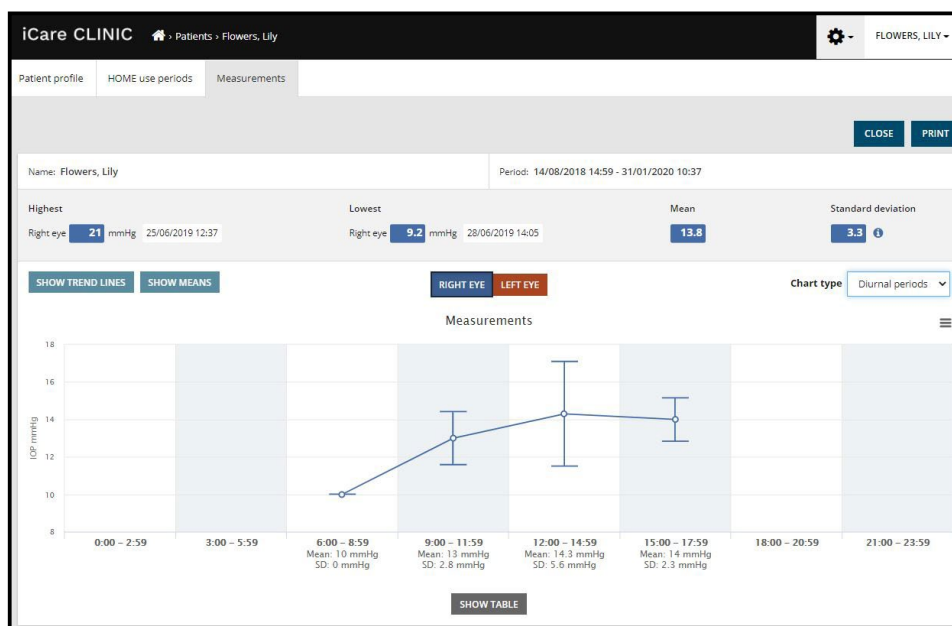 iCare CLINIC › Patients › Flowers, Lily FLOWERS, LILY
Patient profile HOME use periods Measurements
CLOSE PRINT
Name: Flowers, Lily Period: 14/08/2018 14:59 - 31/01/2020 10:37
Highest Lowest Mean Standard deviation
Right eye 21 mmHg 25/06/2019 12:37 Right eye 9.2 mmHg 28/06/2019 14:05 13.8 3.3 i
SHOW TREND LINES SHOW MEANS RIGHT EYE LEFT EYE Chart type Diurnal periods
Measurements
18
16
14
12
10
8
IOP mmHg
0:00 – 2:59 3:00 – 5:59 6:00 – 8:59 9:00 – 11:59 12:00 – 14:59 15:00 – 17:59 18:00 – 20:59 21:00 – 23:59
Mean: 10 mmHg Mean: 13 mmHg Mean: 14.3 mmHg Mean: 14 mmHg
SD: 0 mmHg SD: 2.8 mmHg SD: 5.6 mmHg SD: 2.3 mmHg
SHOW TABLE